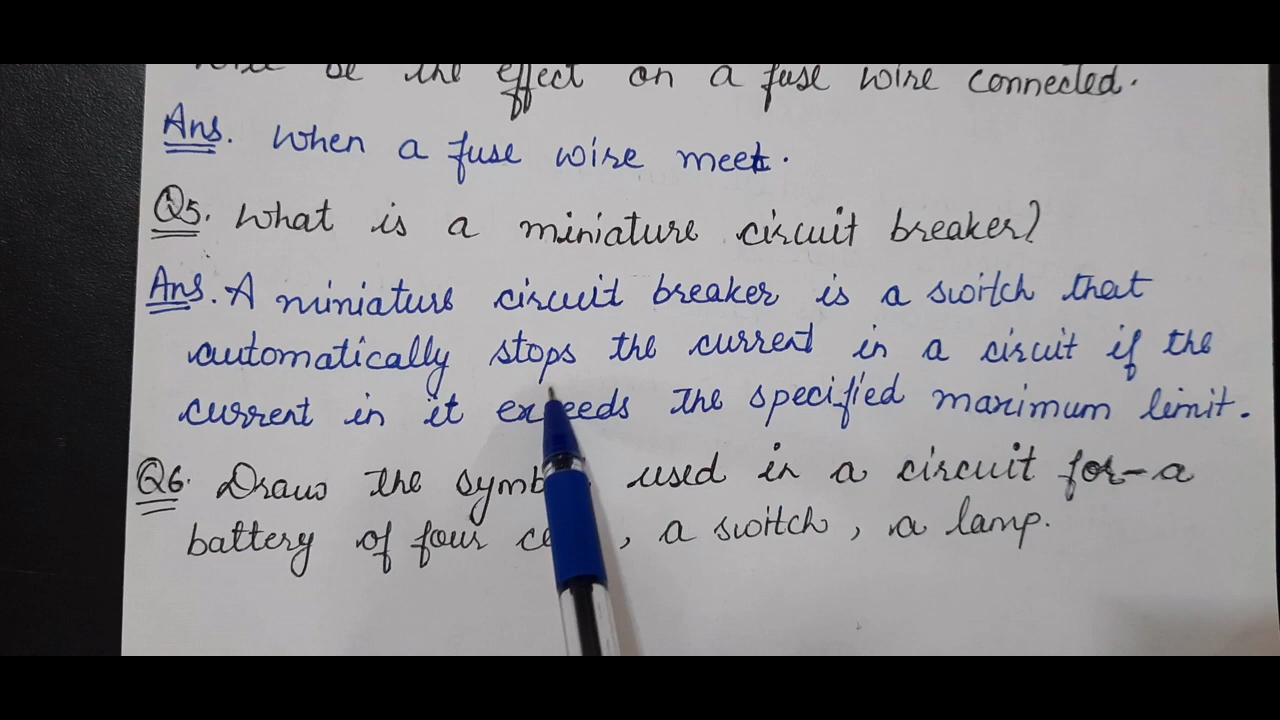 be the effect on a fuse wire connected.
Ans. When a fuse wire meet.
Q5. What is a miniature circuit breaker?
Ans. A miniature circuit breaker is a switch that
automatically stops the current in a circuit if the
current in it exceeds the specified maximum limit.
Q6. Draw the used in a circuit for - a
battery of four , a switch, a lamp.